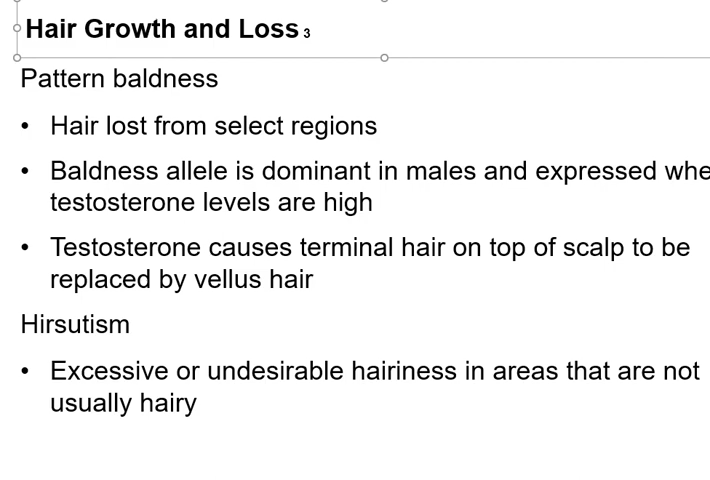 Hair Growth and Loss 3
Pattern baldness
• Hair lost from select regions
• Baldness allele is dominant in males and expressed whe
testosterone levels are high
• Testosterone causes terminal hair on top of scalp to be
replaced by vellus hair
Hirsutism
• Excessive or undesirable hairiness in areas that are not
usually hairy